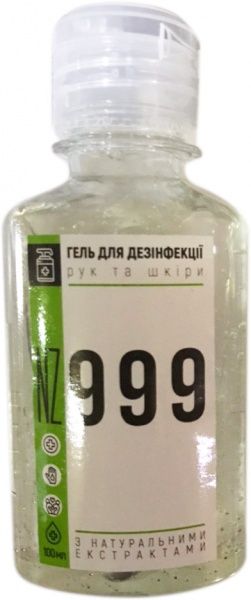 ГЕЛЬ ДЛЯ ДЕЗІНФЕКЦІЇ
рук та шкіри
NZ
999
100мл
З НАТУРАЛЬНИМИ
ЕКСТРАКТАМИ